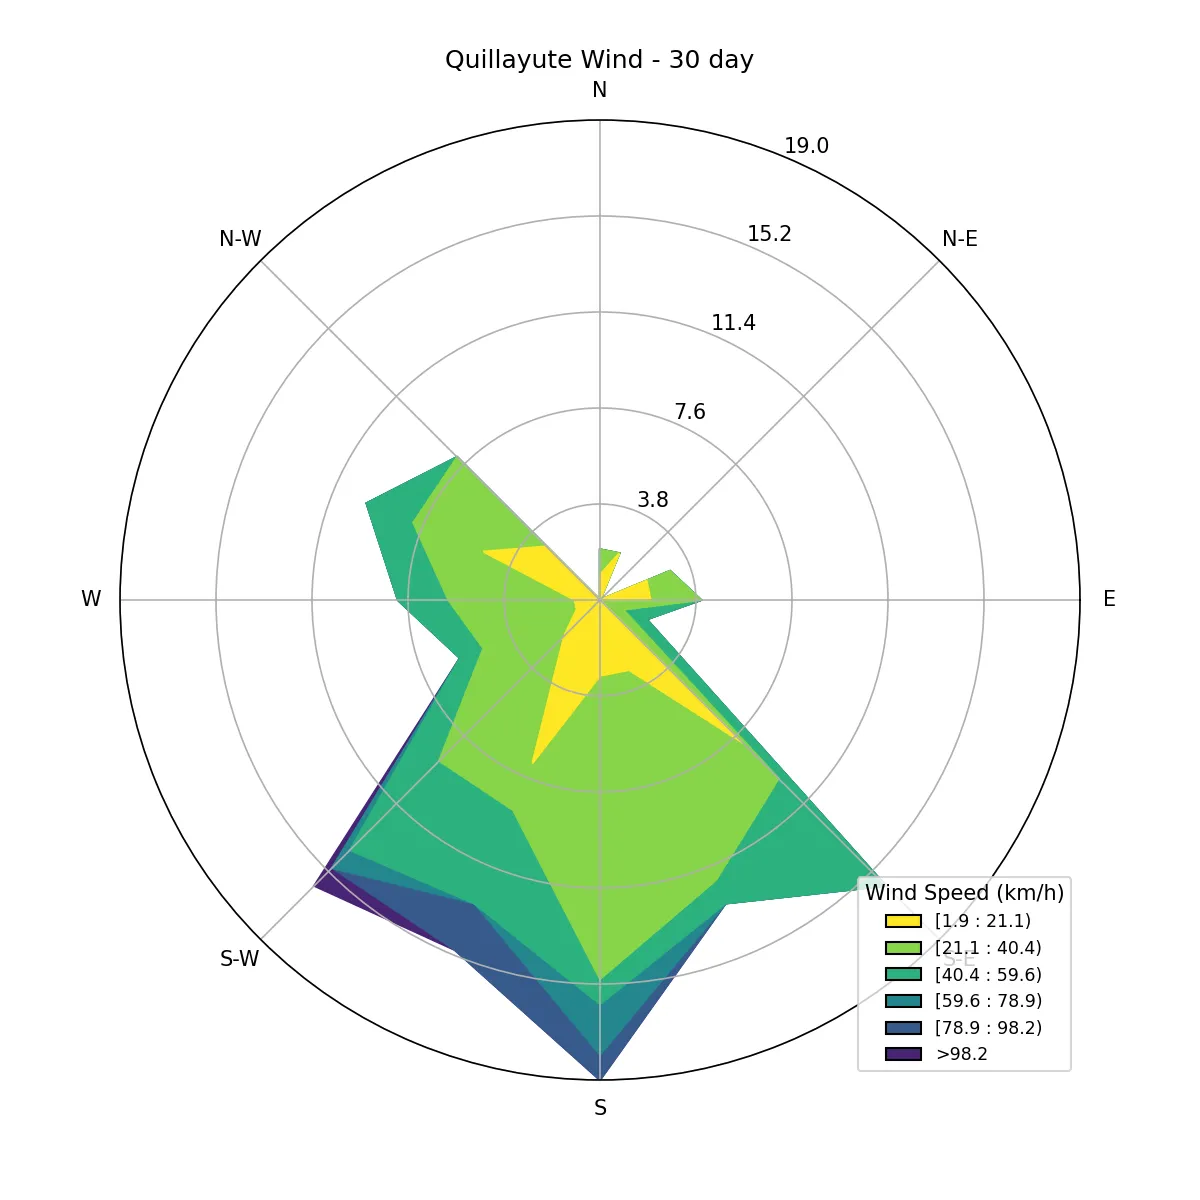 Quillayute Wind - 30 day
N
19.0
15.2
N-W
N-E
11.4
7.6
3.8
W
E
Wind Speed (km/h)
[1.9 : 21.1)
[21.1 : 40.4)
S-W
S-E
[40.4 : 59.6)
[59.6 : 78.9)
[78.9 : 98.2)
>98.2
S